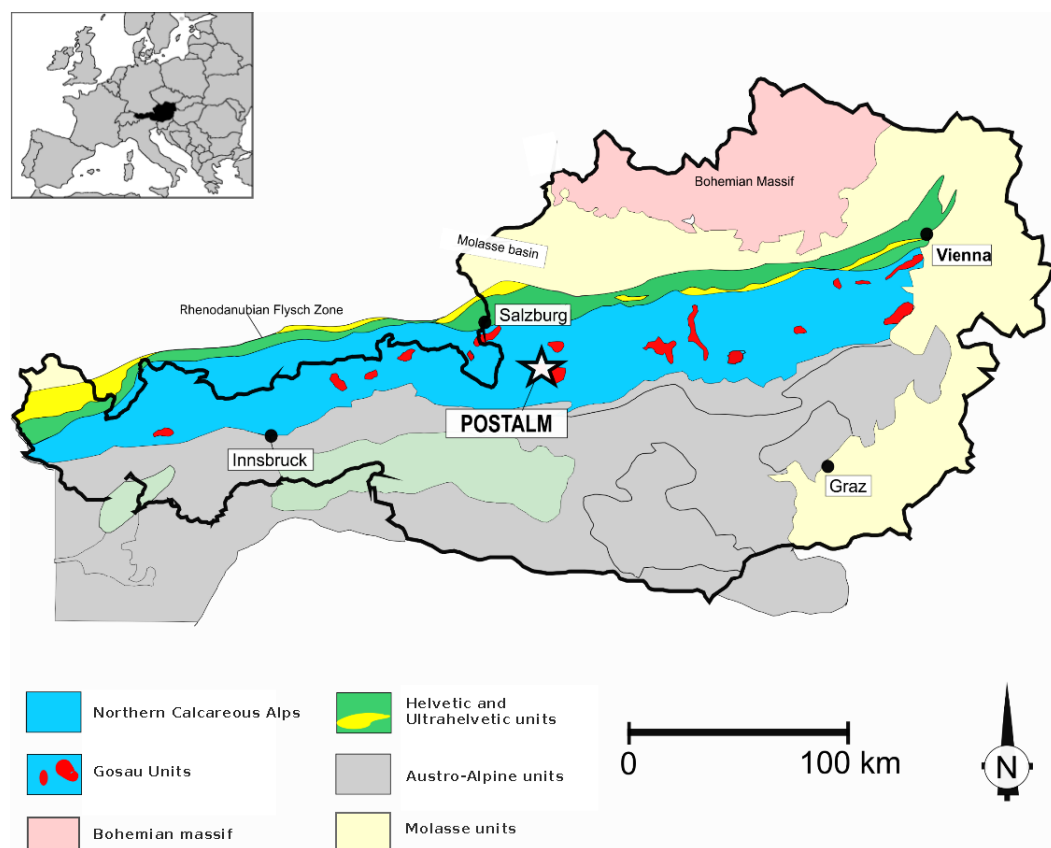 Bohemian Massif
Molasse basin
Vienna
Rhenodanubian Flysch Zone
Salzburg
POSTALM
Innsbruck
Graz
Northern Calcareous Alps
Gosau Units
Bohemian massif
Helvetic and
Ultrahelvetic units
Austro-Alpine units
Molasse units
0
100 km
N